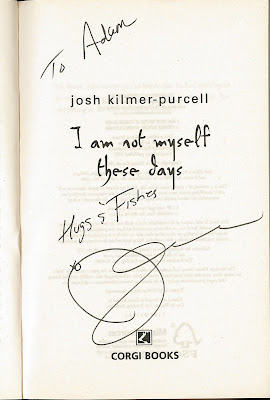 To Adam
josh kilmer-purcell
I am not myself
these days
Hugs & Fishes
CORGI BOOKS